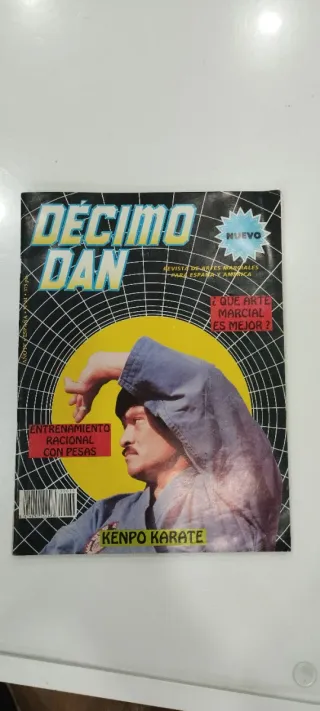 DÉCIMO
DAN
NUEVO
REVISTA DE ARTES MARCIALES
PARA ESPAÑA Y AMÉRICA
¿ QUE ARTE
MARCIAL
ES MEJOR ?
ENTRENAMIENTO
RACIONAL
CON PESAS
KENPO KARATE